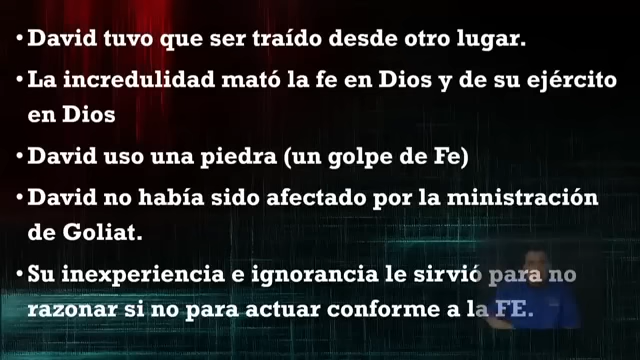 • David tuvo que ser traído desde otro lugar.
• La incredulidad mató la fe en Dios y de su ejército
en Dios
• David uso una piedra (un golpe de Fe)
• David no había sido afectado por la ministración
de Goliat.
• Su inexperiencia e ignorancia le sirvió para no
razonar si no para actuar conforme a la FE.